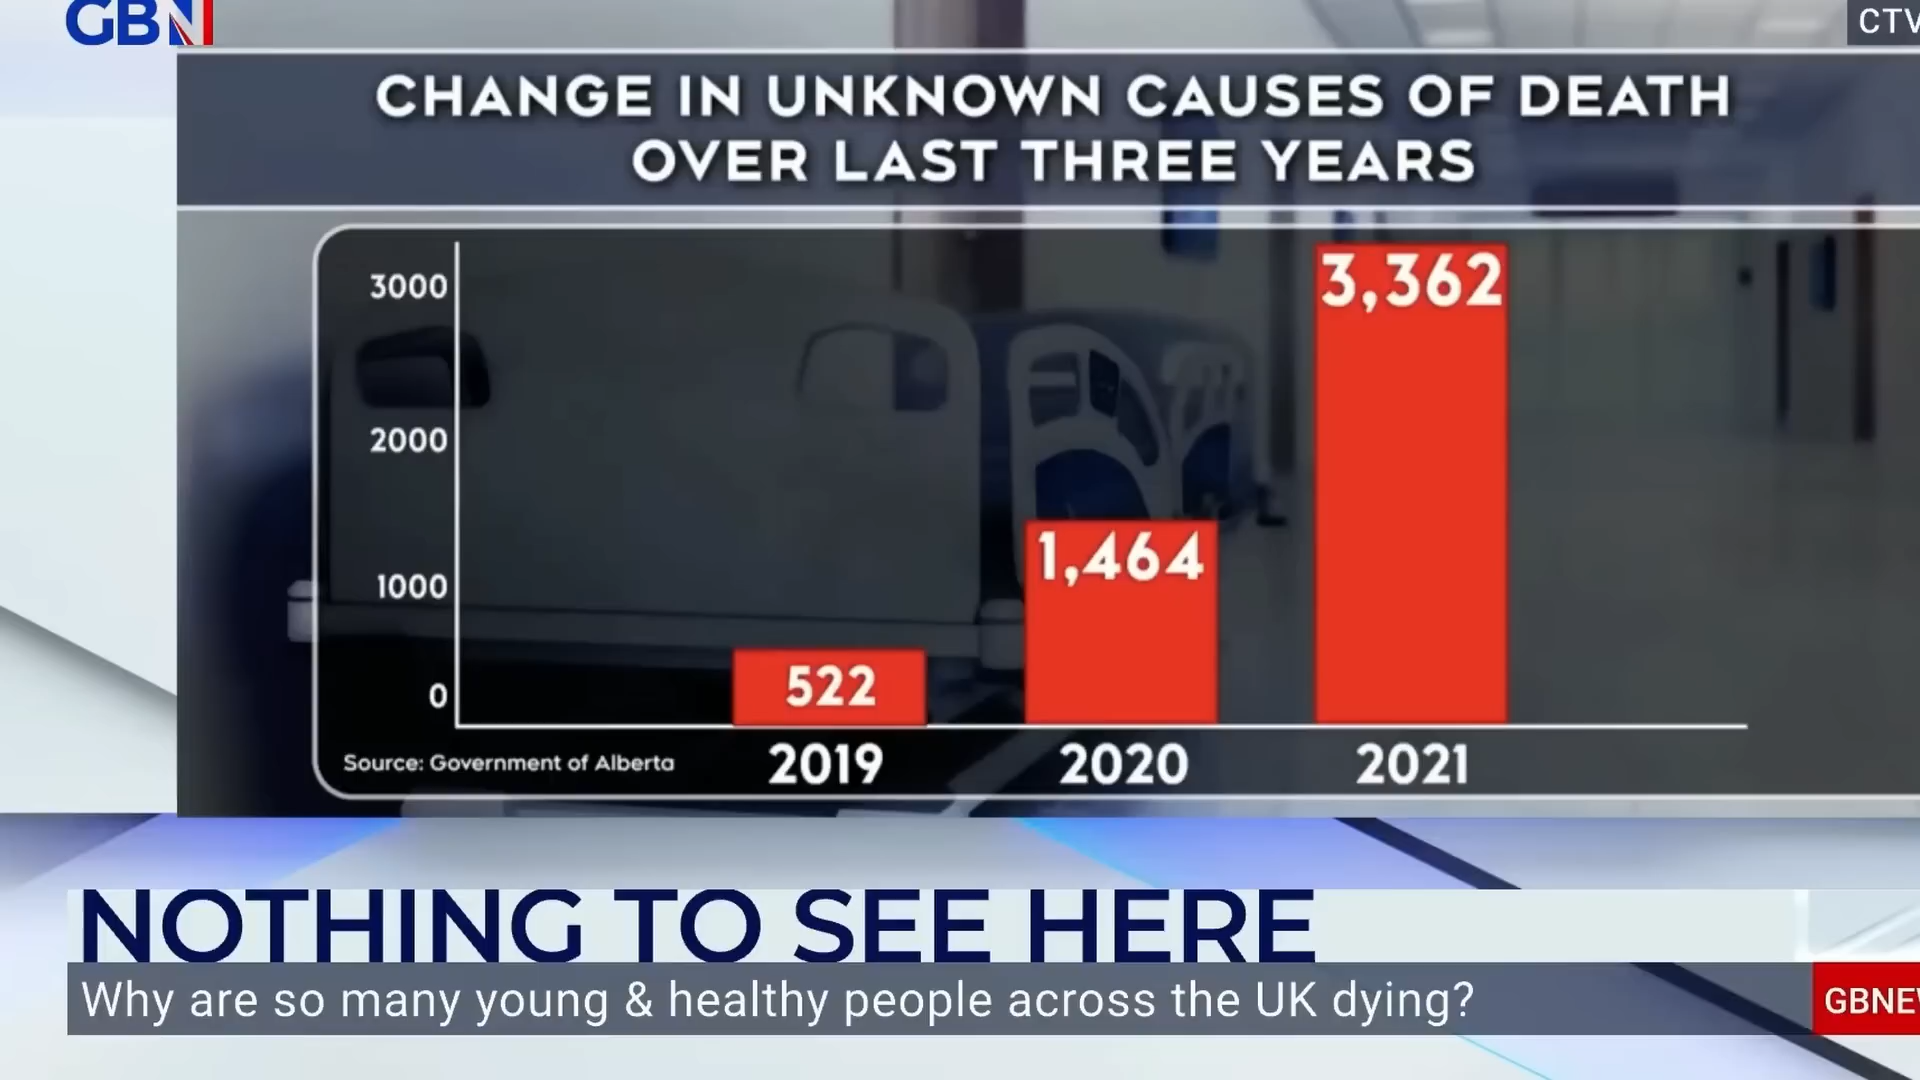 GBN
CTV
CHANGE IN UNKNOWN CAUSES OF DEATH
OVER LAST THREE YEARS
3000
2000
1000
0
3,362
1,464
522
2019
2020
2021
Source: Government of Alberta
NOTHING TO SEE HERE
Why are so many young & healthy people across the UK dying?
GBNEW